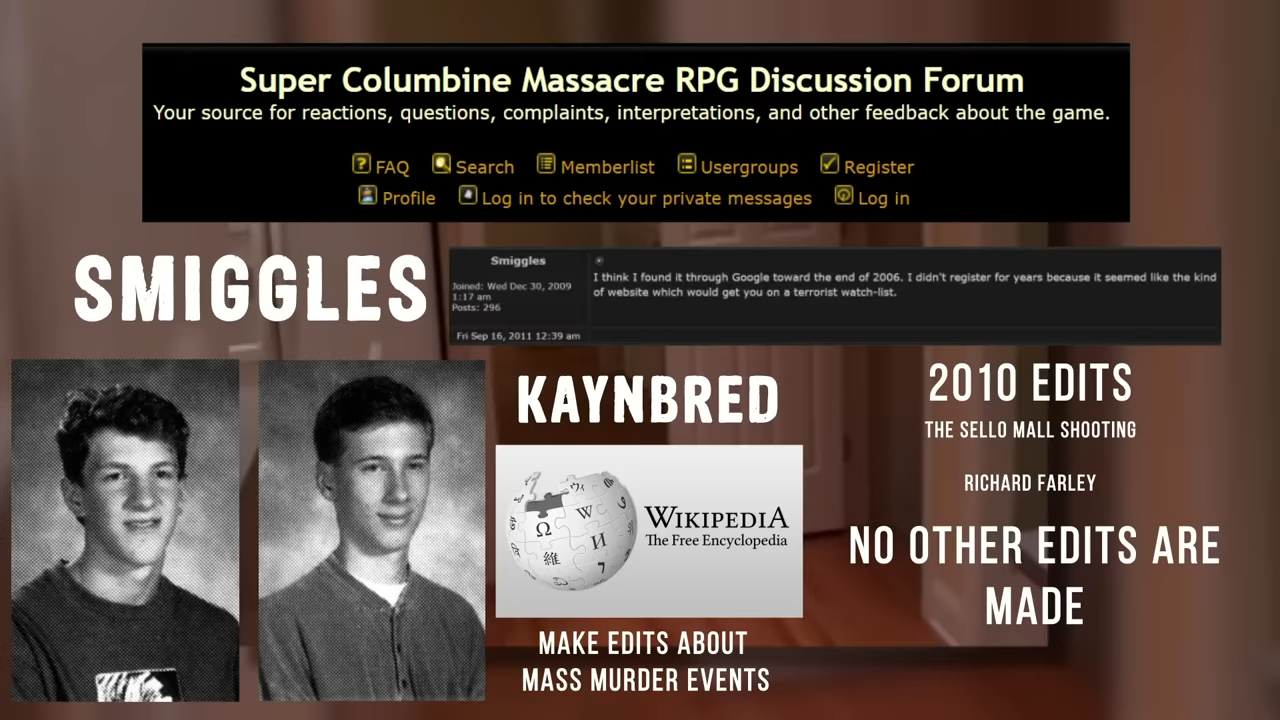 Super Columbine Massacre RPG Discussion Forum
Your source for reactions, questions, complaints, interpretations, and other feedback about the game.
FAQ Search Memberlist Usergroups Register
Profile Log in to check your private messages Log in
SMIGGLES
Smiggles
Joined: Wed Dec 30, 2009
1:17 am
Posts: 296
Fri Sep 16, 2011 12:39 am
I think I found it through Google toward the end of 2006. I didn't register for years because it seemed like the kind
of website which would get you on a terrorist watch-list.
KAYNBRED
WIKIPEDIA
The Free Encyclopedia
MAKE EDITS ABOUT
MASS MURDER EVENTS
2010 EDITS
THE SELLO MALL SHOOTING
RICHARD FARLEY
NO OTHER EDITS ARE
MADE